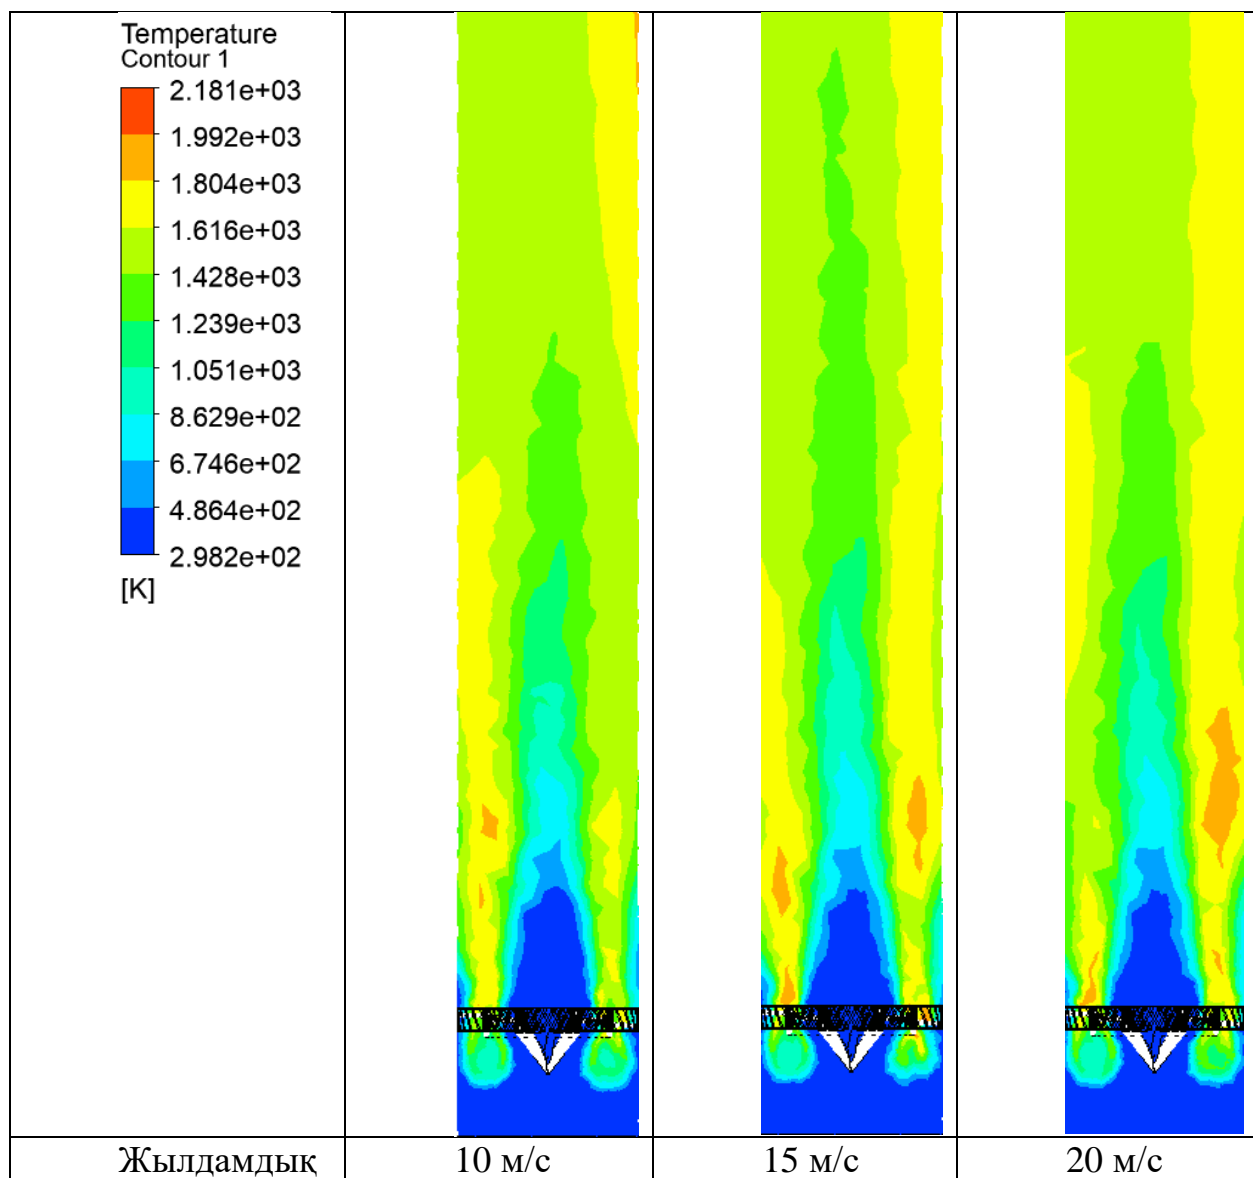 Temperature
Contour 1
2.181e+03
1.992e+03
1.804e+03
1.616e+03
1.428e+03
1.239e+03
1.051e+03
8.629e+02
6.746e+02
4.864e+02
2.982e+02
[K]
Жылдамдық 10 м/с 15 м/с 20 м/с